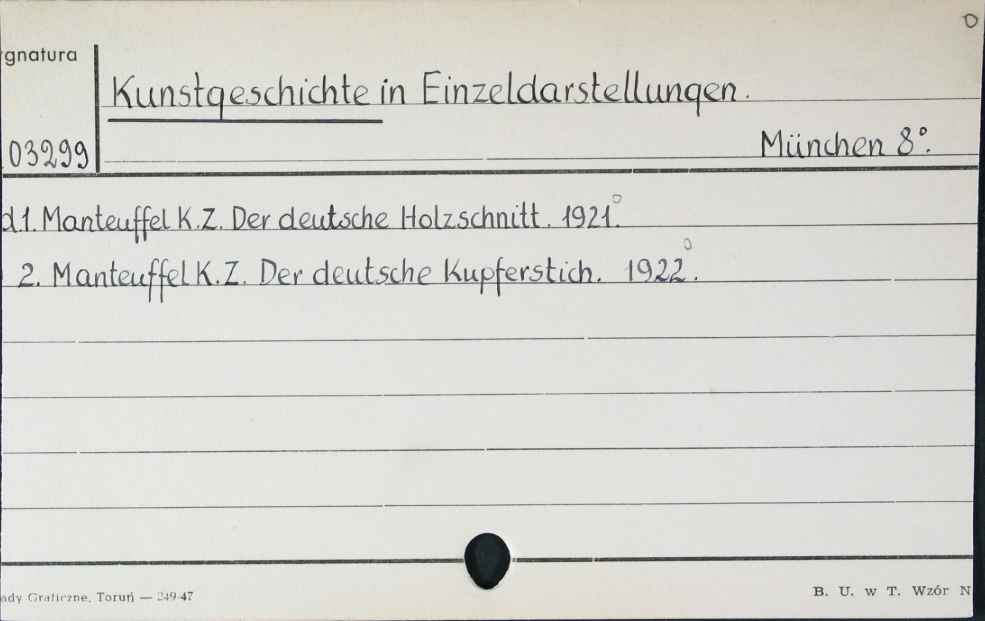 D
gnatura
Kunstgeschichte in Einzeldarstellungen.
03299
München 8°.
d.1. Manteuffel K.Z. Der deutsche Holzschnitt. 1921.°
2. Manteuffel K.Z. Der deutsche Kupferstich. 1922.°
ady Graficzne, Toruń — 249-47
B. U. w T. Wzór N